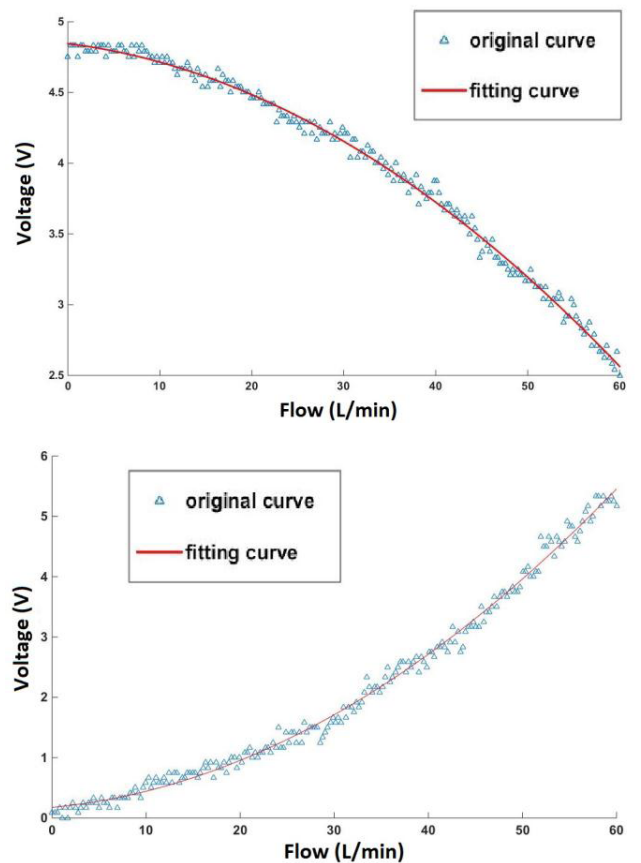 5
original curve
4.5
fitting curve
4
Voltage (V)
3.5
3
2.5
0 10 20 30 40 50 60
Flow (L/min)
6
original curve
5
fitting curve
4
Voltage (V)
3
2
1
0
0 10 20 30 40 50 60
Flow (L/min)